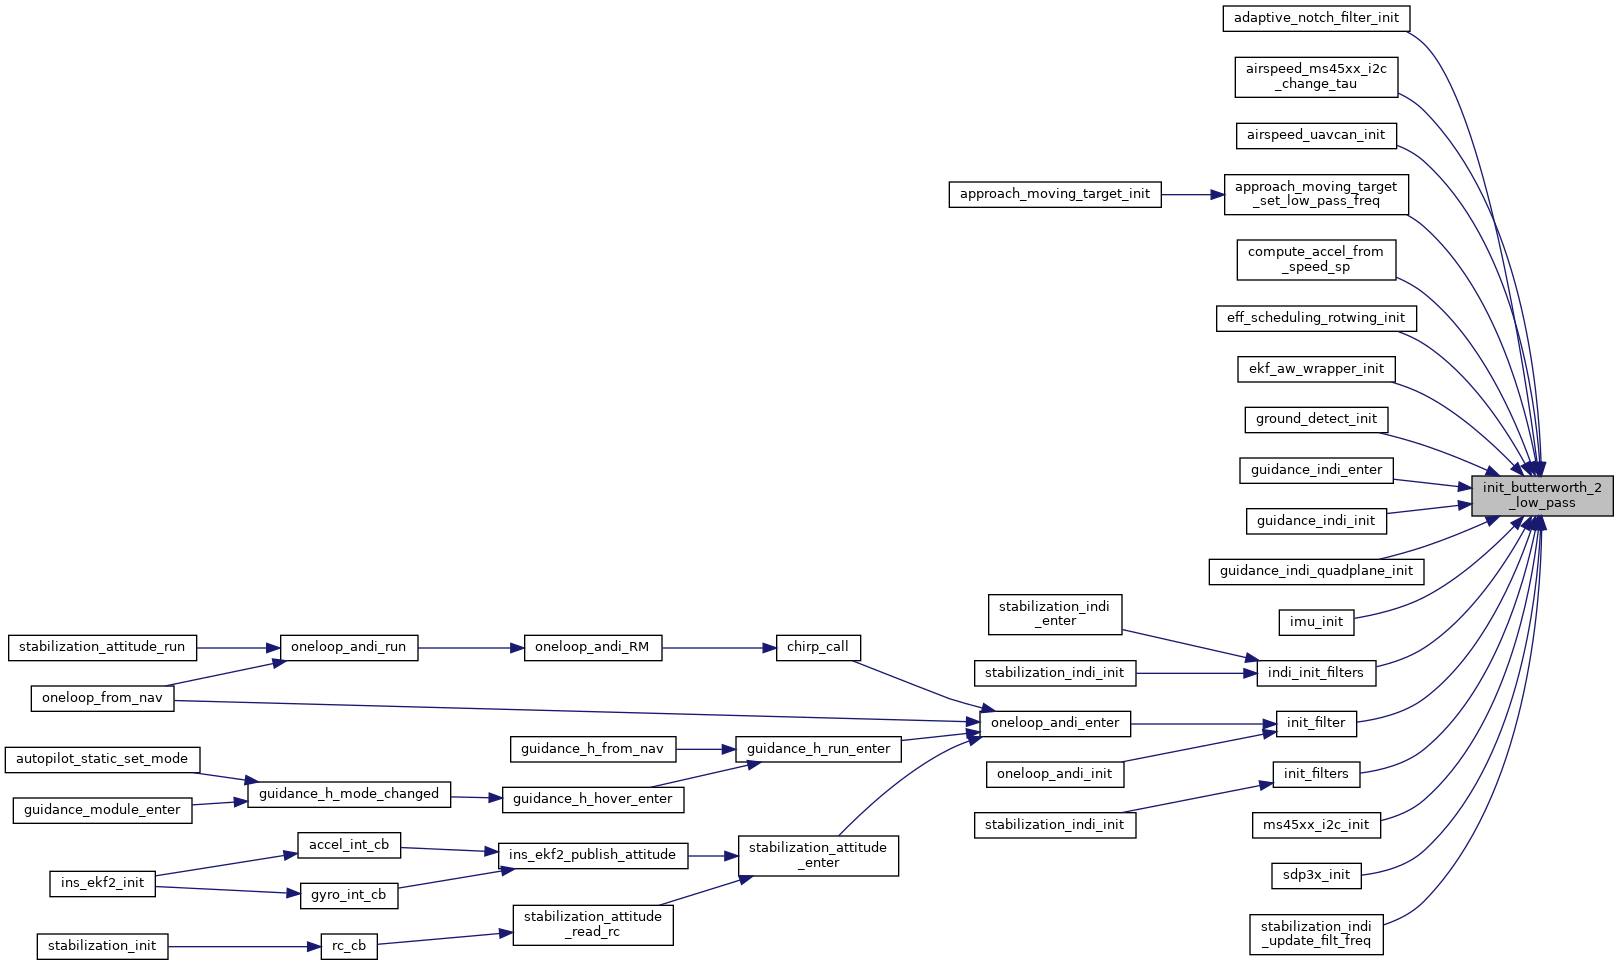 adaptive_notch_filter_init
airspeed_ms45xx_i2c
_change_tau
airspeed_uavcan_init
approach_moving_target_init
approach_moving_target
_set_low_pass_freq
compute_accel_from
_speed_sp
eff_scheduling_rotwing_init
ekf_aw_wrapper_init
ground_detect_init
guidance_indi_enter
init_butterworth_2
_low_pass
guidance_indi_init
guidance_indi_quadplane_init
imu_init
stabilization_indi
_enter
stabilization_attitude_run
oneloop_andi_run
oneloop_andi_RM
chirp_call
stabilization_indi_init
indi_init_filters
oneloop_from_nav
oneloop_andi_enter
init_filter
guidance_h_from_nav
guidance_h_run_enter
autopilot_static_set_mode
oneloop_andi_init
init_filters
guidance_h_mode_changed
guidance_h_hover_enter
guidance_module_enter
stabilization_indi_init
ms45xx_i2c_init
accel_int_cb
ins_ekf2_publish_attitude
stabilization_attitude
_enter
ins_ekf2_init
gyro_int_cb
sdp3x_init
stabilization_attitude
_read_rc
stabilization_init
rc_cb
stabilization_indi
_update_filt_freq